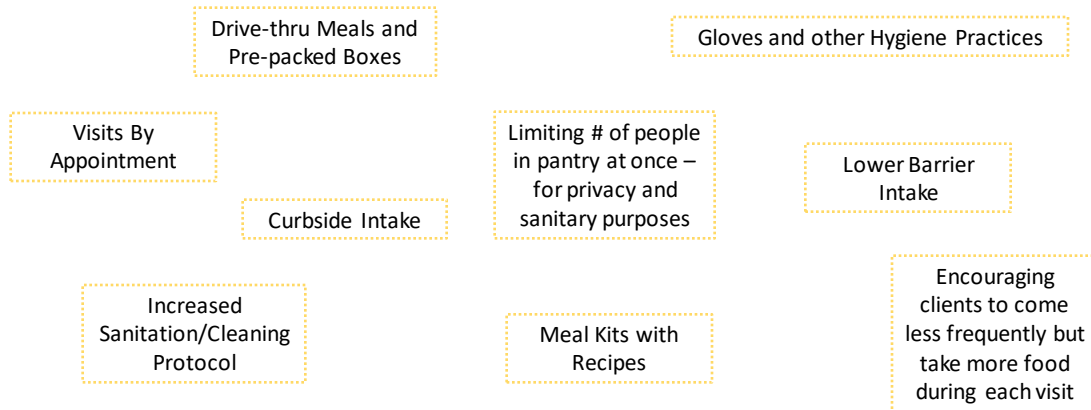 Drive-thru Meals and
Pre-packed Boxes
Gloves and other Hygiene Practices
Visits By
Appointment
Limiting # of people
in pantry at once –
for privacy and
sanitary purposes
Lower Barrier
Intake
Curbside Intake
Increased
Sanitation/Cleaning
Protocol
Meal Kits with
Recipes
Encouraging
clients to come
less frequently but
take more food
during each visit